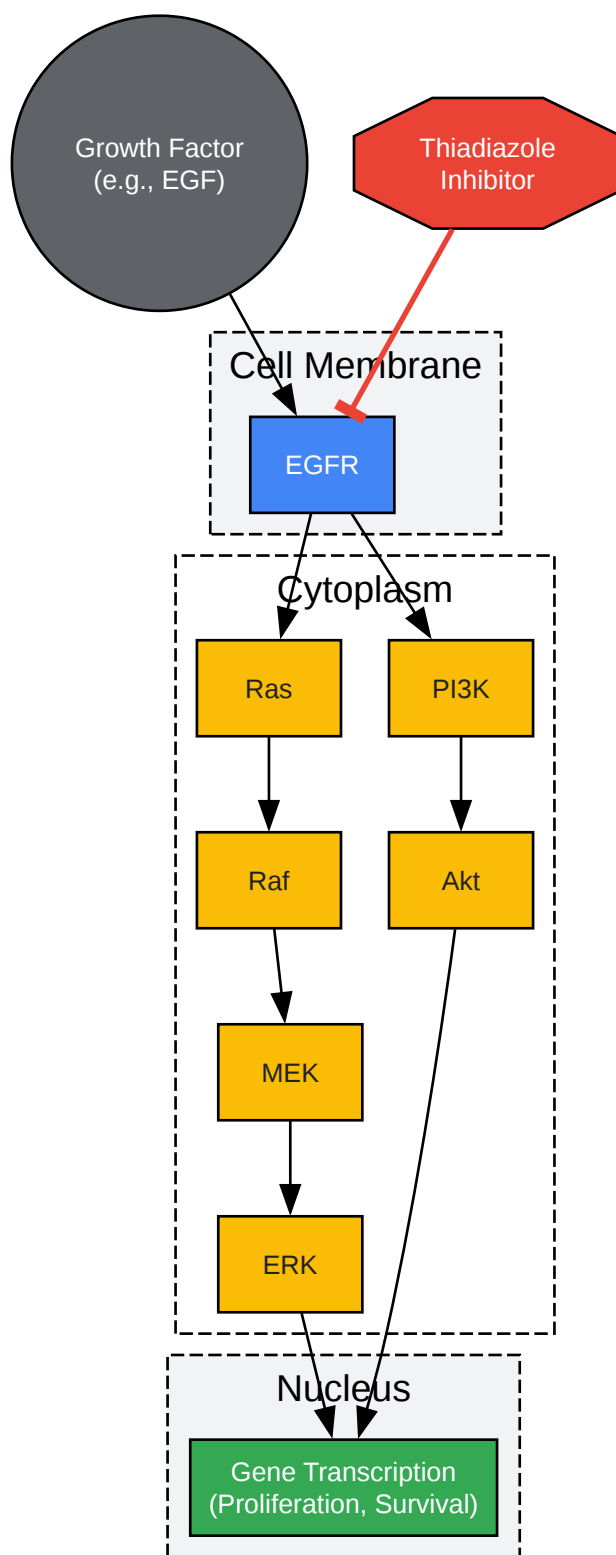 Growth Factor
(e.g., EGF)
Thiadiazole
Inhibitor
Cell Membrane
EGFR
Cytoplasm
Ras
PI3K
Raf
Akt
MEK
ERK
Nucleus
Gene Transcription
(Proliferation, Survival)